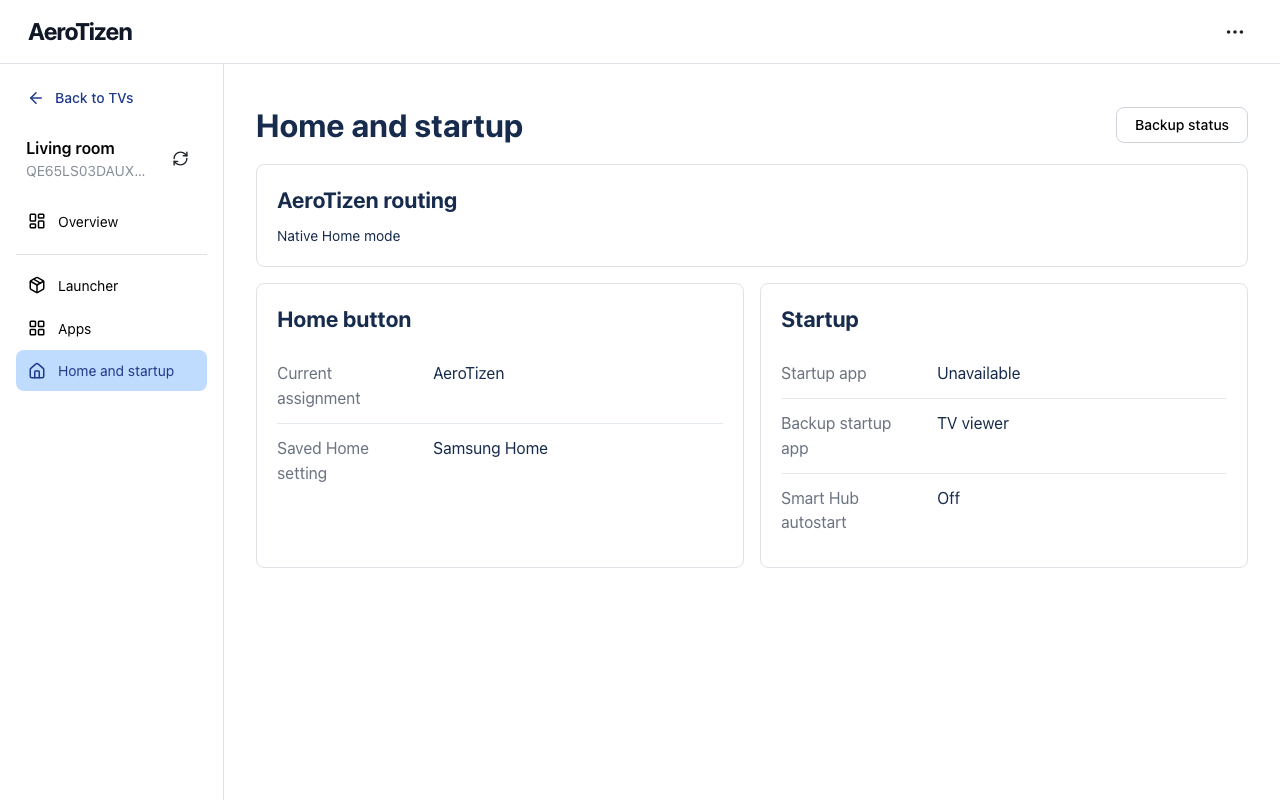 AeroTizen
Back to TVs
Living room
QE65LS03DAUX...
Overview
Launcher
Apps
Home and startup
Home and startup
Backup status
AeroTizen routing
Native Home mode
Home button
Current
assignment
AeroTizen
Saved Home
setting
Samsung Home
Startup
Startup app
Unavailable
Backup startup
app
TV viewer
Smart Hub
autostart
Off